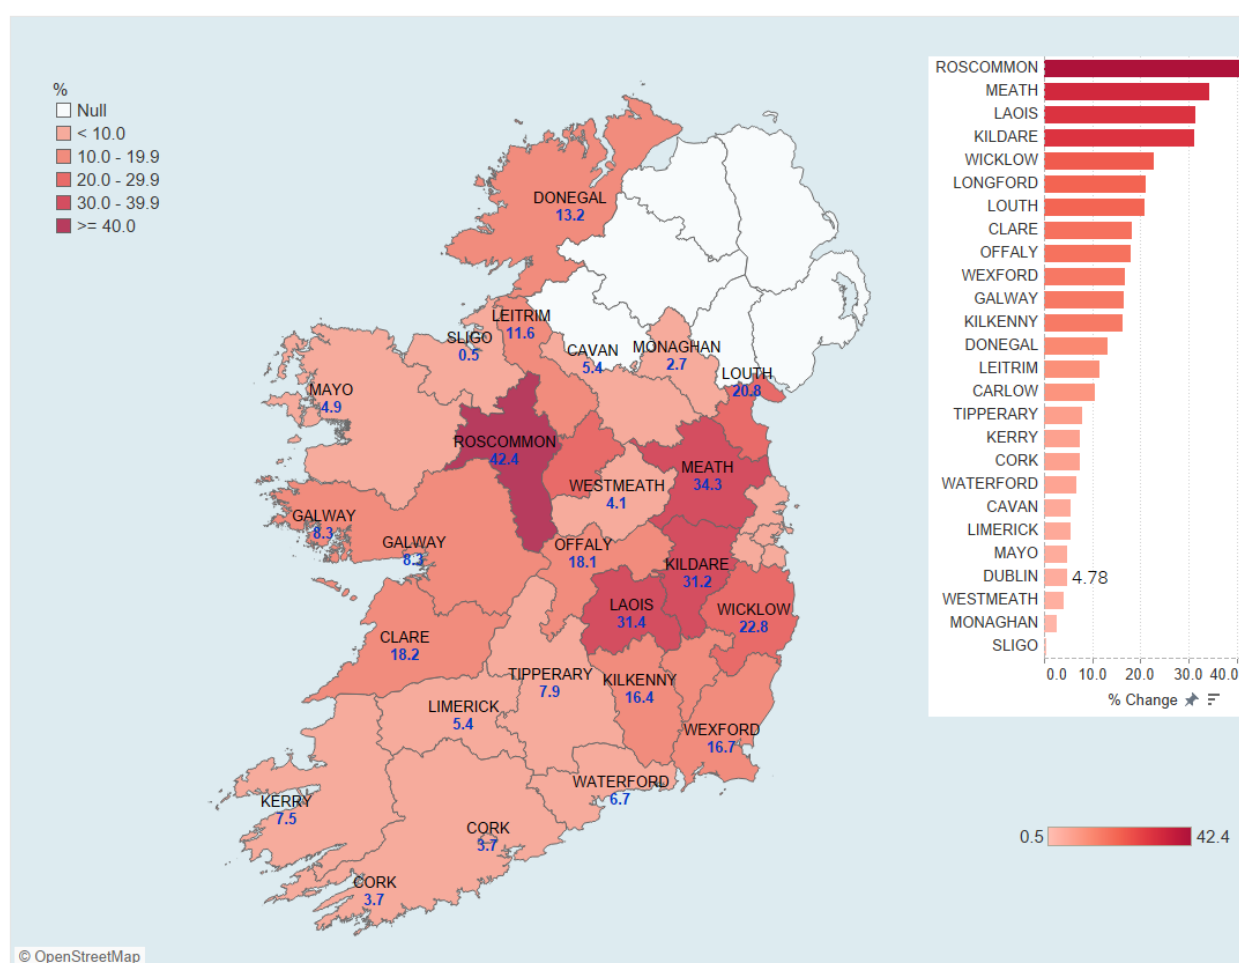 %
Null
< 10.0
10.0 - 19.9
20.0 - 29.9
30.0 - 39.9
>= 40.0
DONEGAL
13.2
LEITRIM
11.6
SLIGO
0.5
CAVAN
5.4
MONAGHAN
2.7
LOUTH
20.8
MAYO
4.9
ROSCOMMON
42.4
MEATH
34.3
WESTMEATH
4.1
GALWAY
8.3
GALWAY
8.3
OFFALY
18.1
KILDARE
31.2
LAOIS
31.4
WICKLOW
22.8
CLARE
18.2
TIPPERARY
7.9
KILKENNY
16.4
LIMERICK
5.4
WEXFORD
16.7
WATERFORD
6.7
KERRY
7.5
CORK
3.7
CORK
3.7
ROSCOMMON
MEATH
LAOIS
KILDARE
WICKLOW
LONGFORD
LOUTH
CLARE
OFFALY
WEXFORD
GALWAY
KILKENNY
DONEGAL
LEITRIM
CARLOW
TIPPERARY
KERRY
CORK
WATERFORD
CAVAN
LIMERICK
MAYO
DUBLIN 4.78
WESTMEATH
MONAGHAN
SLIGO
0.0 10.0 20.0 30.0 40.0
% Change
0.5 42.4
© OpenStreetMap